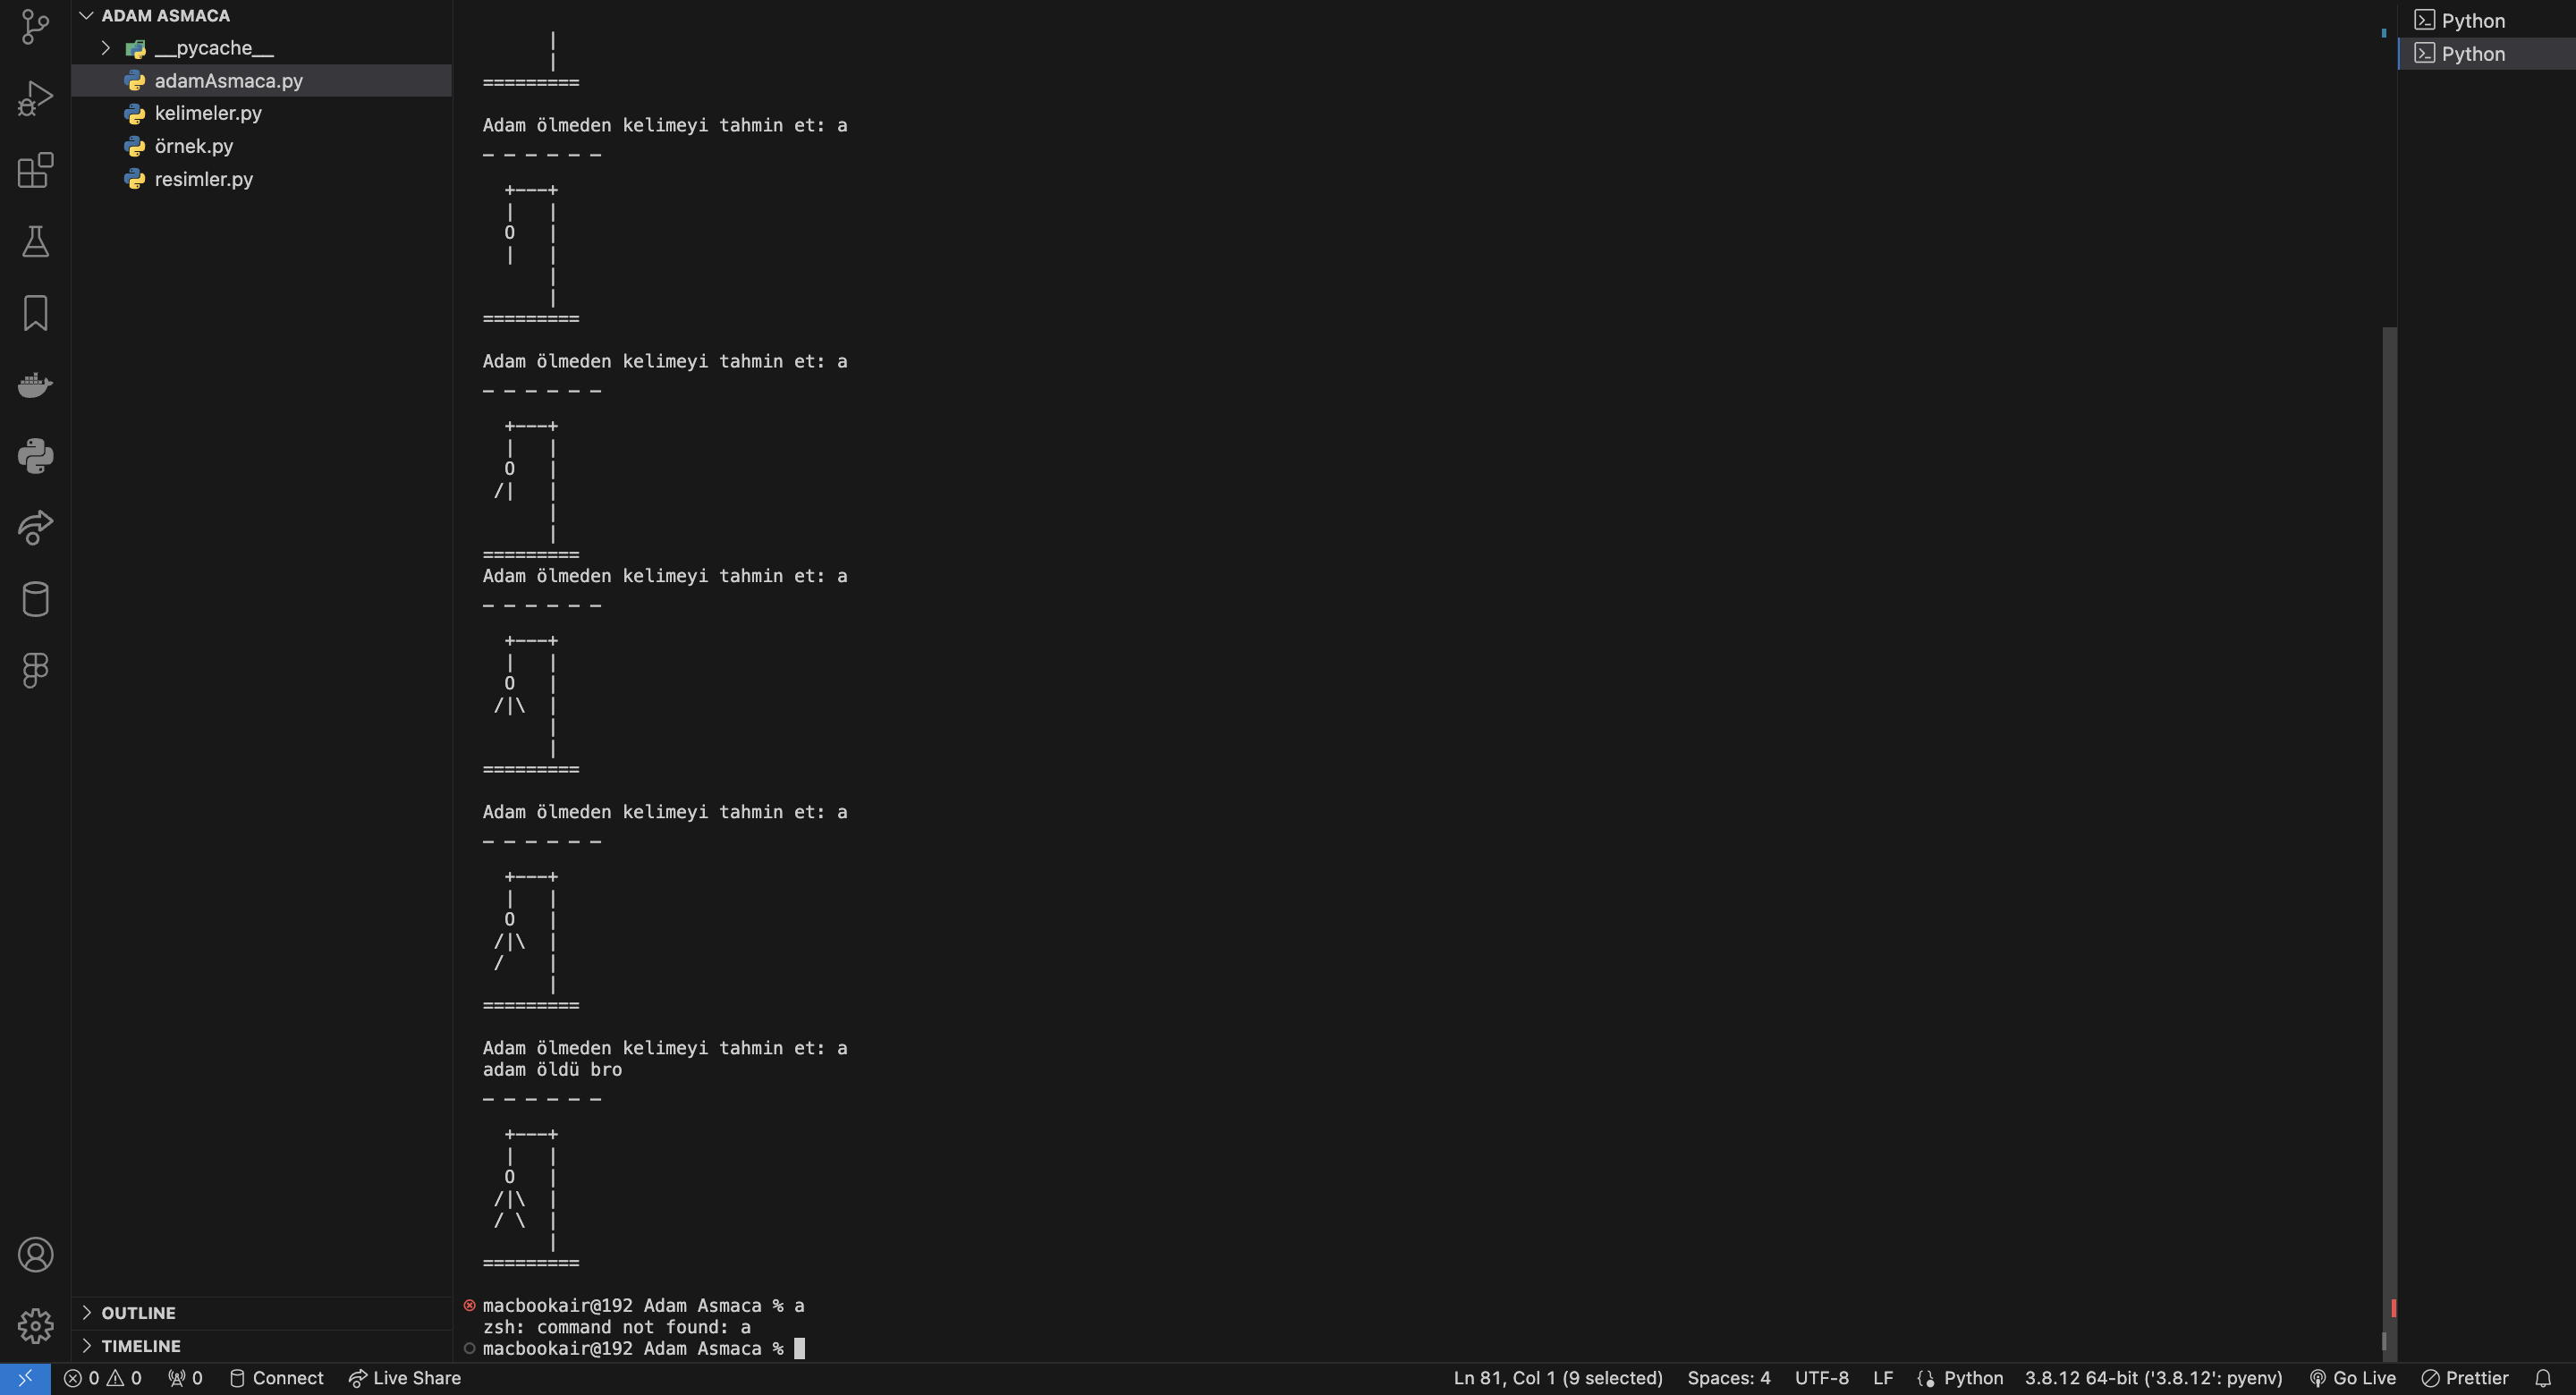 ADAM ASMACA
__pycache__
adamAsmaca.py
kelimeler.py
örnek.py
resimler.py
OUTLINE
TIMELINE
      |
      |
=========
Adam ölmeden kelimeyi tahmin et: a
_ _ _ _ _ _
  +---+
  |   |
  O   |
  |   |
      |
      |
=========
Adam ölmeden kelimeyi tahmin et: a
_ _ _ _ _ _
  +---+
  |   |
  O   |
 /|   |
      |
      |
=========
Adam ölmeden kelimeyi tahmin et: a
_ _ _ _ _ _
  +---+
  |   |
  O   |
 /|\  |
      |
      |
=========
Adam ölmeden kelimeyi tahmin et: a
_ _ _ _ _ _
  +---+
  |   |
  O   |
 /|\  |
 /    |
      |
=========
Adam ölmeden kelimeyi tahmin et: a
adam öldü bro
_ _ _ _ _ _
  +---+
  |   |
  O   |
 /|\  |
 / \  |
      |
=========
macbookair@192 Adam Asmaca % a
zsh: command not found: a
macbookair@192 Adam Asmaca %
Python
Python
0 0 0 Connect Live Share Ln 81, Col 1 (9 selected) Spaces: 4 UTF-8 LF Python 3.8.12 64-bit ('3.8.12': pyenv) Go Live Prettier